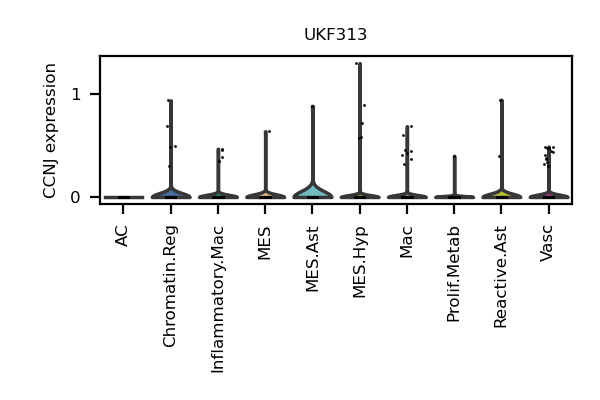 UKF313
CCNJ expression
1
0
AC
Chromatin.Reg
Inflammatory.Mac
MES
MES.Ast
MES.Hyp
Mac
Prolif.Metab
Reactive.Ast
Vasc